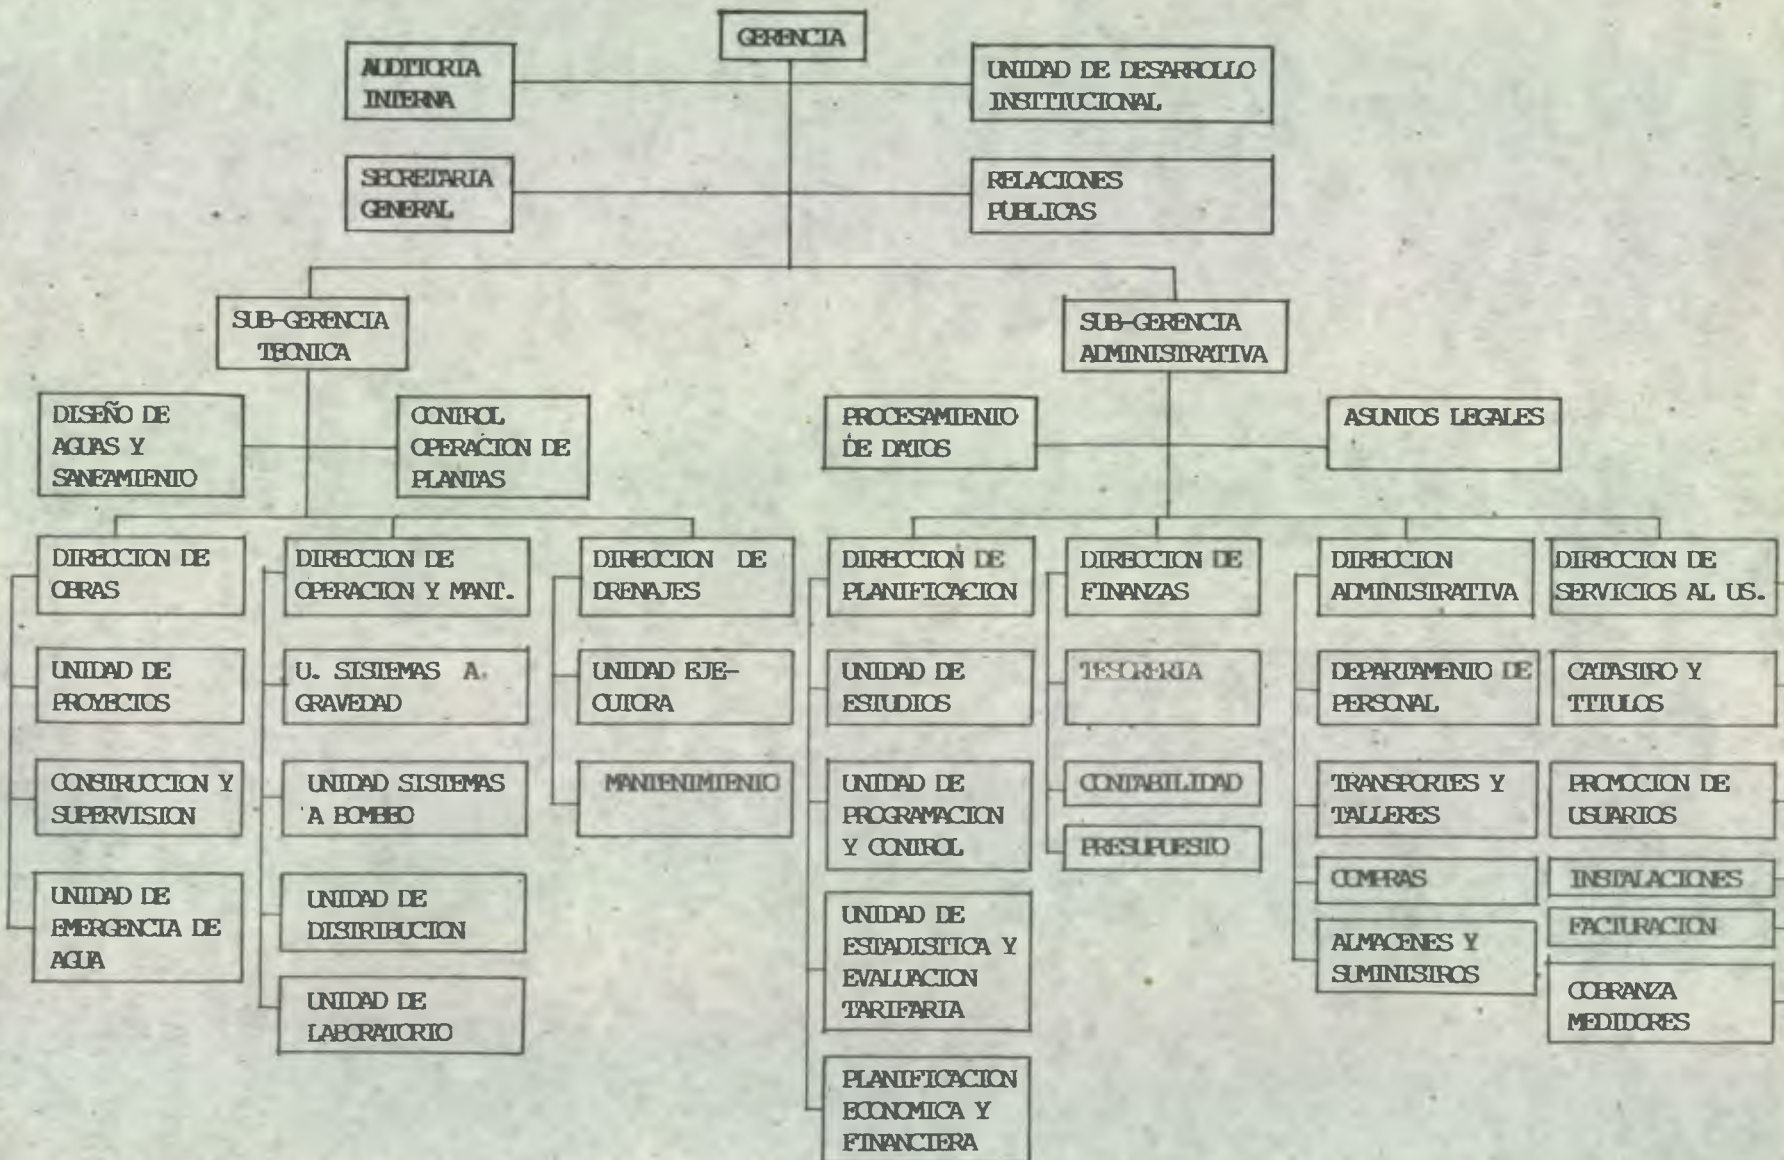 GERENCIA
AUDITORIA
INTERNA
UNIDAD DE DESARROLLO
INSTITUCIONAL
SECRETARIA
GENERAL
RELACIONES
PUBLICAS
SUB-GERENCIA
TECNICA
SUB-GERENCIA
ADMINISTRATIVA
DISEÑO DE
AGUAS Y
SANEAMIENTO
CONTROL
OPERACION DE
PLANTAS
PROCESAMIENTO
DE DATOS
ASUNTOS LEGALES
DIRECCION DE
OBRAS
DIRECCION DE
OPERACION Y MANT.
DIRECCION DE
DRENAJES
DIRECCION DE
PLANIFICACION
DIRECCION DE
FINANZAS
DIRECCION
ADMINISTRATIVA
DIRECCION DE
SERVICIOS AL US.
UNIDAD DE
PROYECTOS
U. SISTEMAS A
GRAVEDAD
UNIDAD EJE-
CUTORA
UNIDAD DE
ESTUDIOS
TESORERIA
DEPARTAMENTO DE
PERSONAL
CATASTRO Y
TITULOS
CONSTRUCCION Y
SUPERVISION
UNIDAD SISTEMAS
A BOMBEO
MANTENIMIENTO
UNIDAD DE
PROGRAMACION
Y CONTROL
CONTABILIDAD
PRESUPUESTO
TRANSPORTES Y
TALLERES
PROMOCION DE
USUARIOS
UNIDAD DE
EMERGENCIA DE
AGUA
UNIDAD DE
DISTRIBUCION
UNIDAD DE
ESTADISTICA Y
EVALUACION
TARIFARIA
COMPRAS
INSTALACIONES
FACTURACION
ALMACENES Y
SUMINISTROS
UNIDAD DE
LABORATORIO
COBRANZA
MEDIDORES
PLANIFICACION
ECONOMICA Y
FINANCIERA